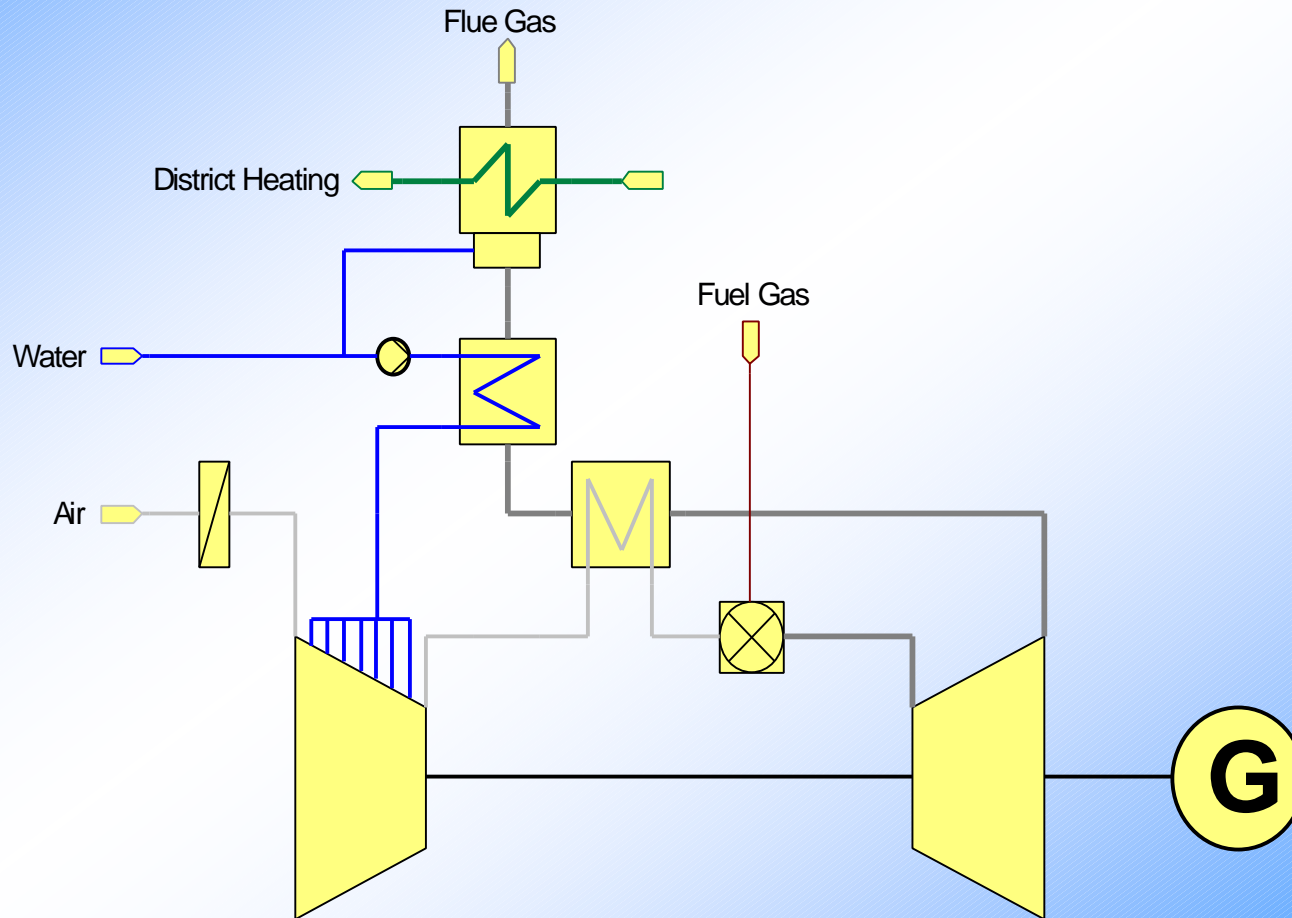 Flue Gas
District Heating
Fuel Gas
Water
Air
G